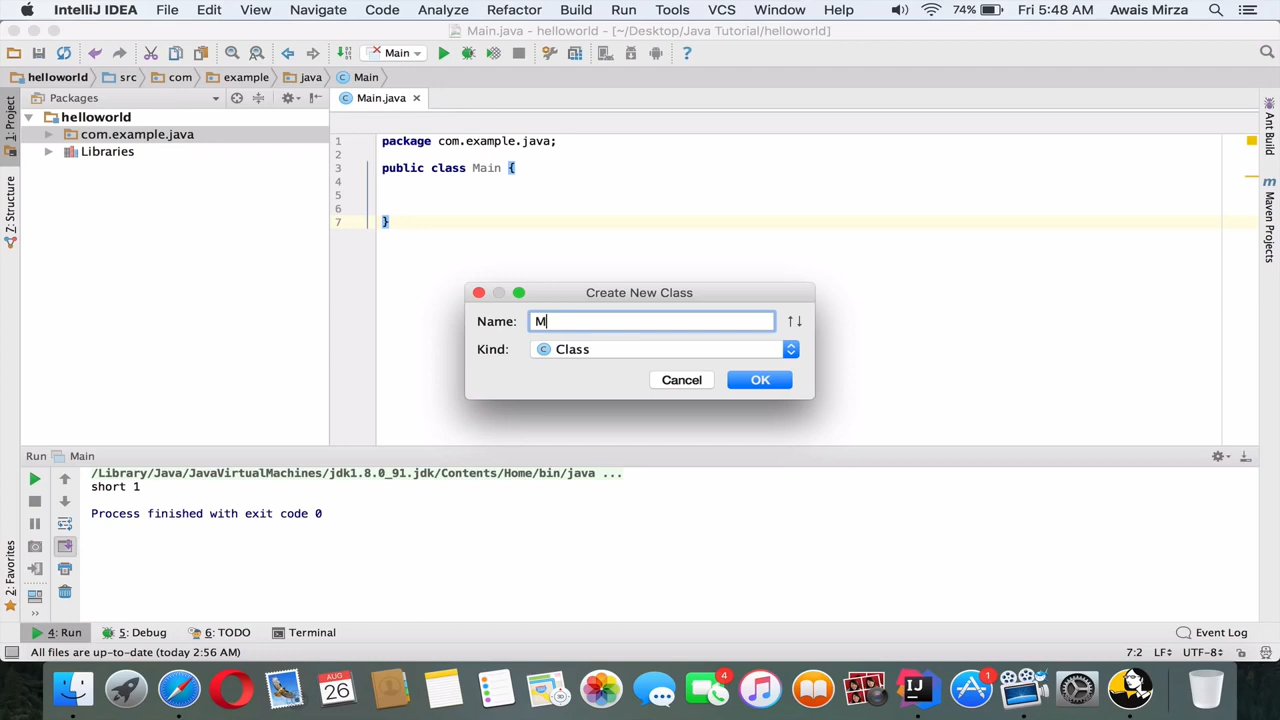 IntelliJ IDEA File Edit View Navigate Code Analyze Refactor Build Run Tools VCS Window Help 74% Fri 5:48 AM Awais Mirza
Main.java - helloworld - [~/Desktop/Java Tutorial/helloworld]
Main
helloworld src com example java Main
Packages
Main.java
1: Project
Z: Structure
2: Favorites
Ant Build
m
Maven Projects
helloworld
com.example.java
Libraries
1 package com.example.java;
2
3 public class Main {
4
5
6
7 }
Create New Class
Name: M
Kind: C Class
Cancel OK
Run Main
/Library/Java/JavaVirtualMachines/jdk1.8.0_91.jdk/Contents/Home/bin/java ...
short 1
Process finished with exit code 0
4: Run 5: Debug 6: TODO Terminal Event Log
All files are up-to-date (today 2:56 AM) 7:2 LF÷ UTF-8÷
AUG
26
3D
4
IJ
1